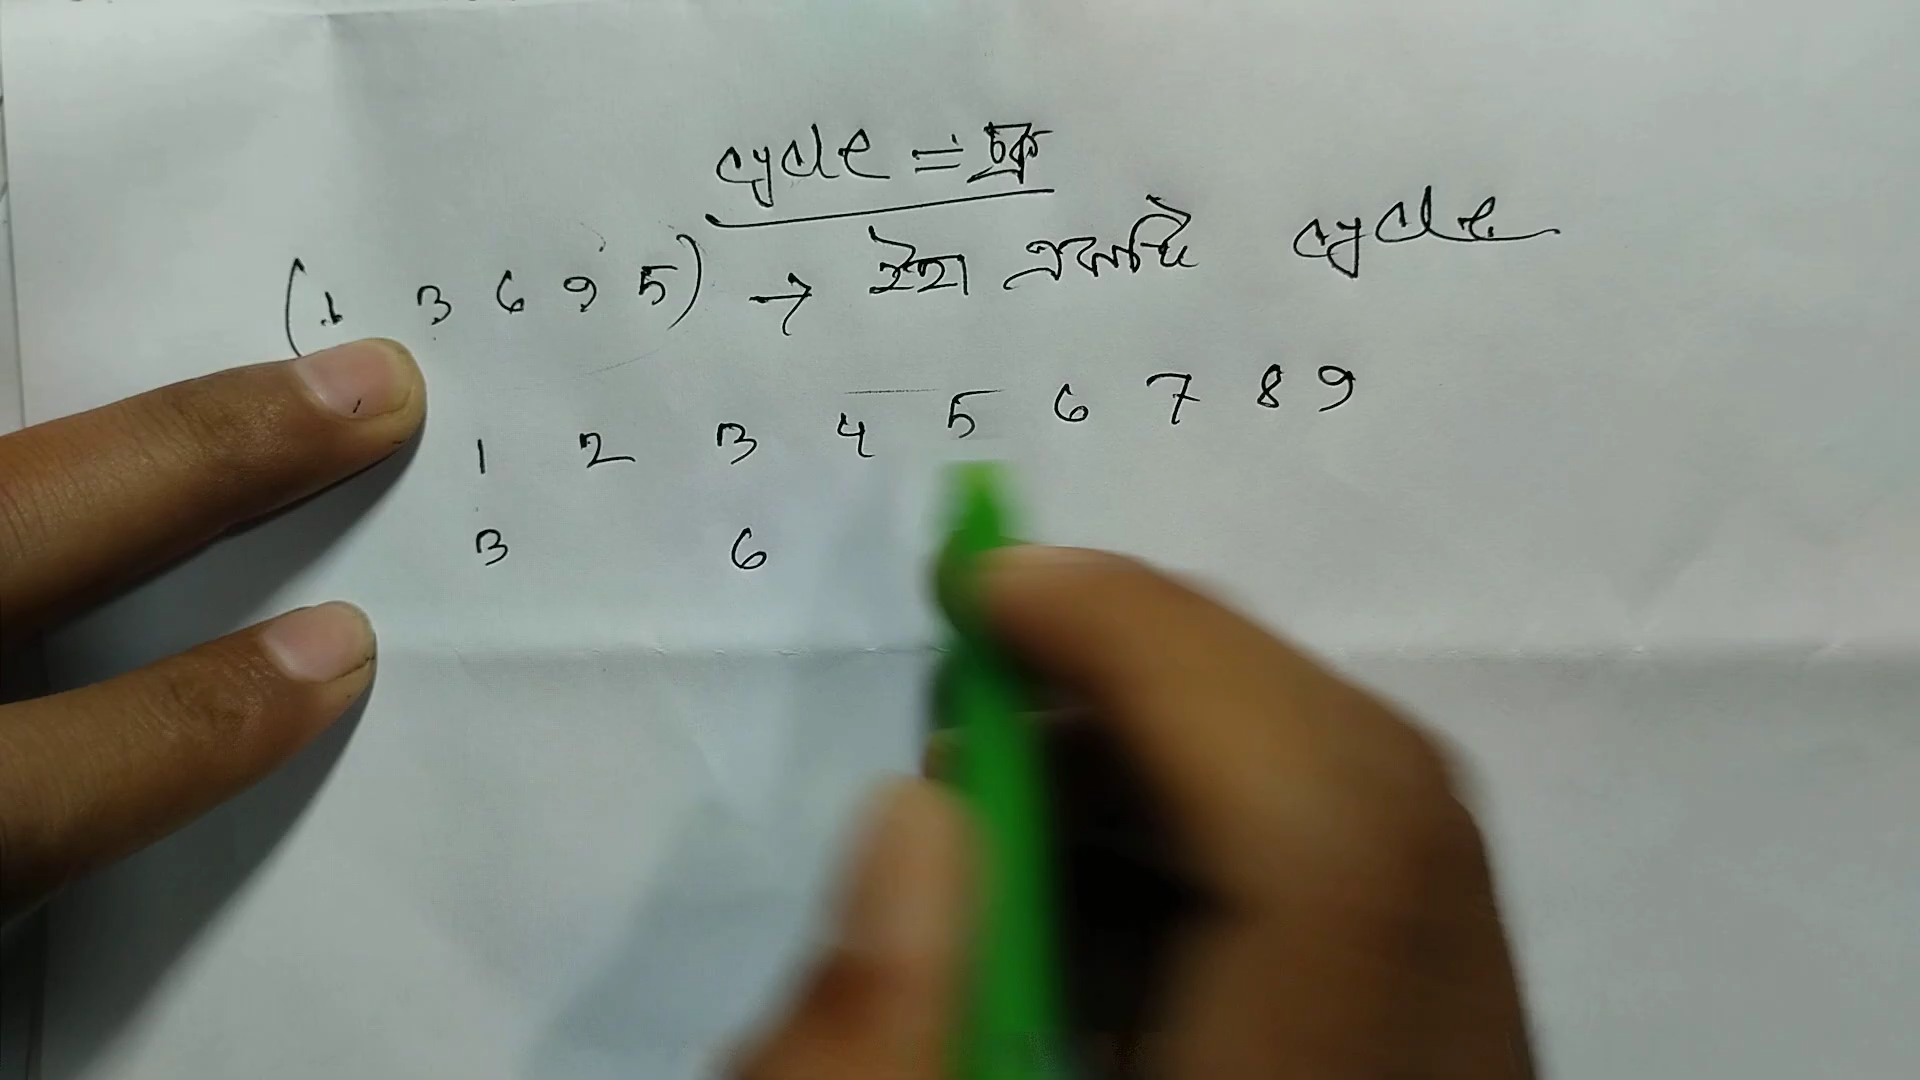 cycle = চক্র
(1 3 6 9 5) → ইহা একটি cycle
1 2 3 4 5 6 7 8 9
3 6